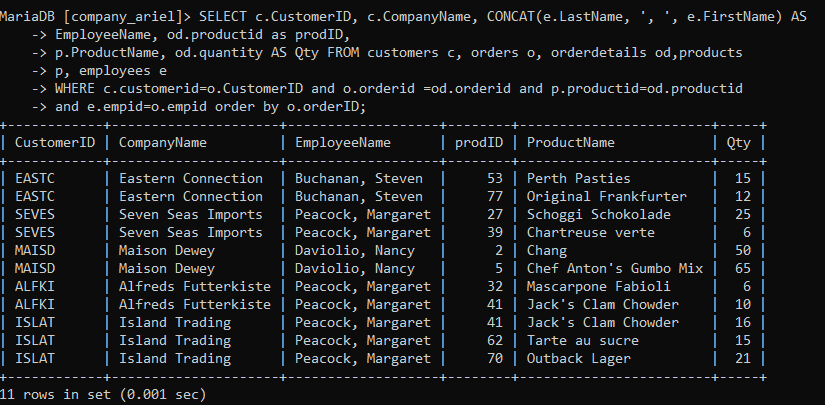 MariaDB [company_ariel]> SELECT c.CustomerID, c.CompanyName, CONCAT(e.LastName, ', ', e.FirstName) AS
    -> EmployeeName, od.productid as prodID,
    -> p.ProductName, od.quantity AS Qty FROM customers c, orders o, orderdetails od,products
    -> p, employees e
    -> WHERE c.customerid=o.CustomerID and o.orderid =od.orderid and p.productid=od.productid
    -> and e.empid=o.empid order by o.orderID;
+------------+--------------------+-------------------+--------+------------------------+-----+
| CustomerID | CompanyName        | EmployeeName      | prodID | ProductName            | Qty |
+------------+--------------------+-------------------+--------+------------------------+-----+
| EASTC      | Eastern Connection | Buchanan, Steven  |     53 | Perth Pasties          |  15 |
| EASTC      | Eastern Connection | Buchanan, Steven  |     77 | Original Frankfurter   |  12 |
| SEVES      | Seven Seas Imports | Peacock, Margaret |     27 | Schoggi Schokolade     |  25 |
| SEVES      | Seven Seas Imports | Peacock, Margaret |     39 | Chartreuse verte       |   6 |
| MAISD      | Maison Dewey       | Daviolio, Nancy   |      2 | Chang                  |  50 |
| MAISD      | Maison Dewey       | Daviolio, Nancy   |      5 | Chef Anton's Gumbo Mix |  65 |
| ALFKI      | Alfreds Futterkiste | Peacock, Margaret |     32 | Mascarpone Fabioli     |   6 |
| ALFKI      | Alfreds Futterkiste | Peacock, Margaret |     41 | Jack's Clam Chowder    |  10 |
| ISLAT      | Island Trading     | Peacock, Margaret |     41 | Jack's Clam Chowder    |  16 |
| ISLAT      | Island Trading     | Peacock, Margaret |     62 | Tarte au sucre         |  15 |
| ISLAT      | Island Trading     | Peacock, Margaret |     70 | Outback Lager          |  21 |
+------------+--------------------+-------------------+--------+------------------------+-----+
11 rows in set (0.001 sec)